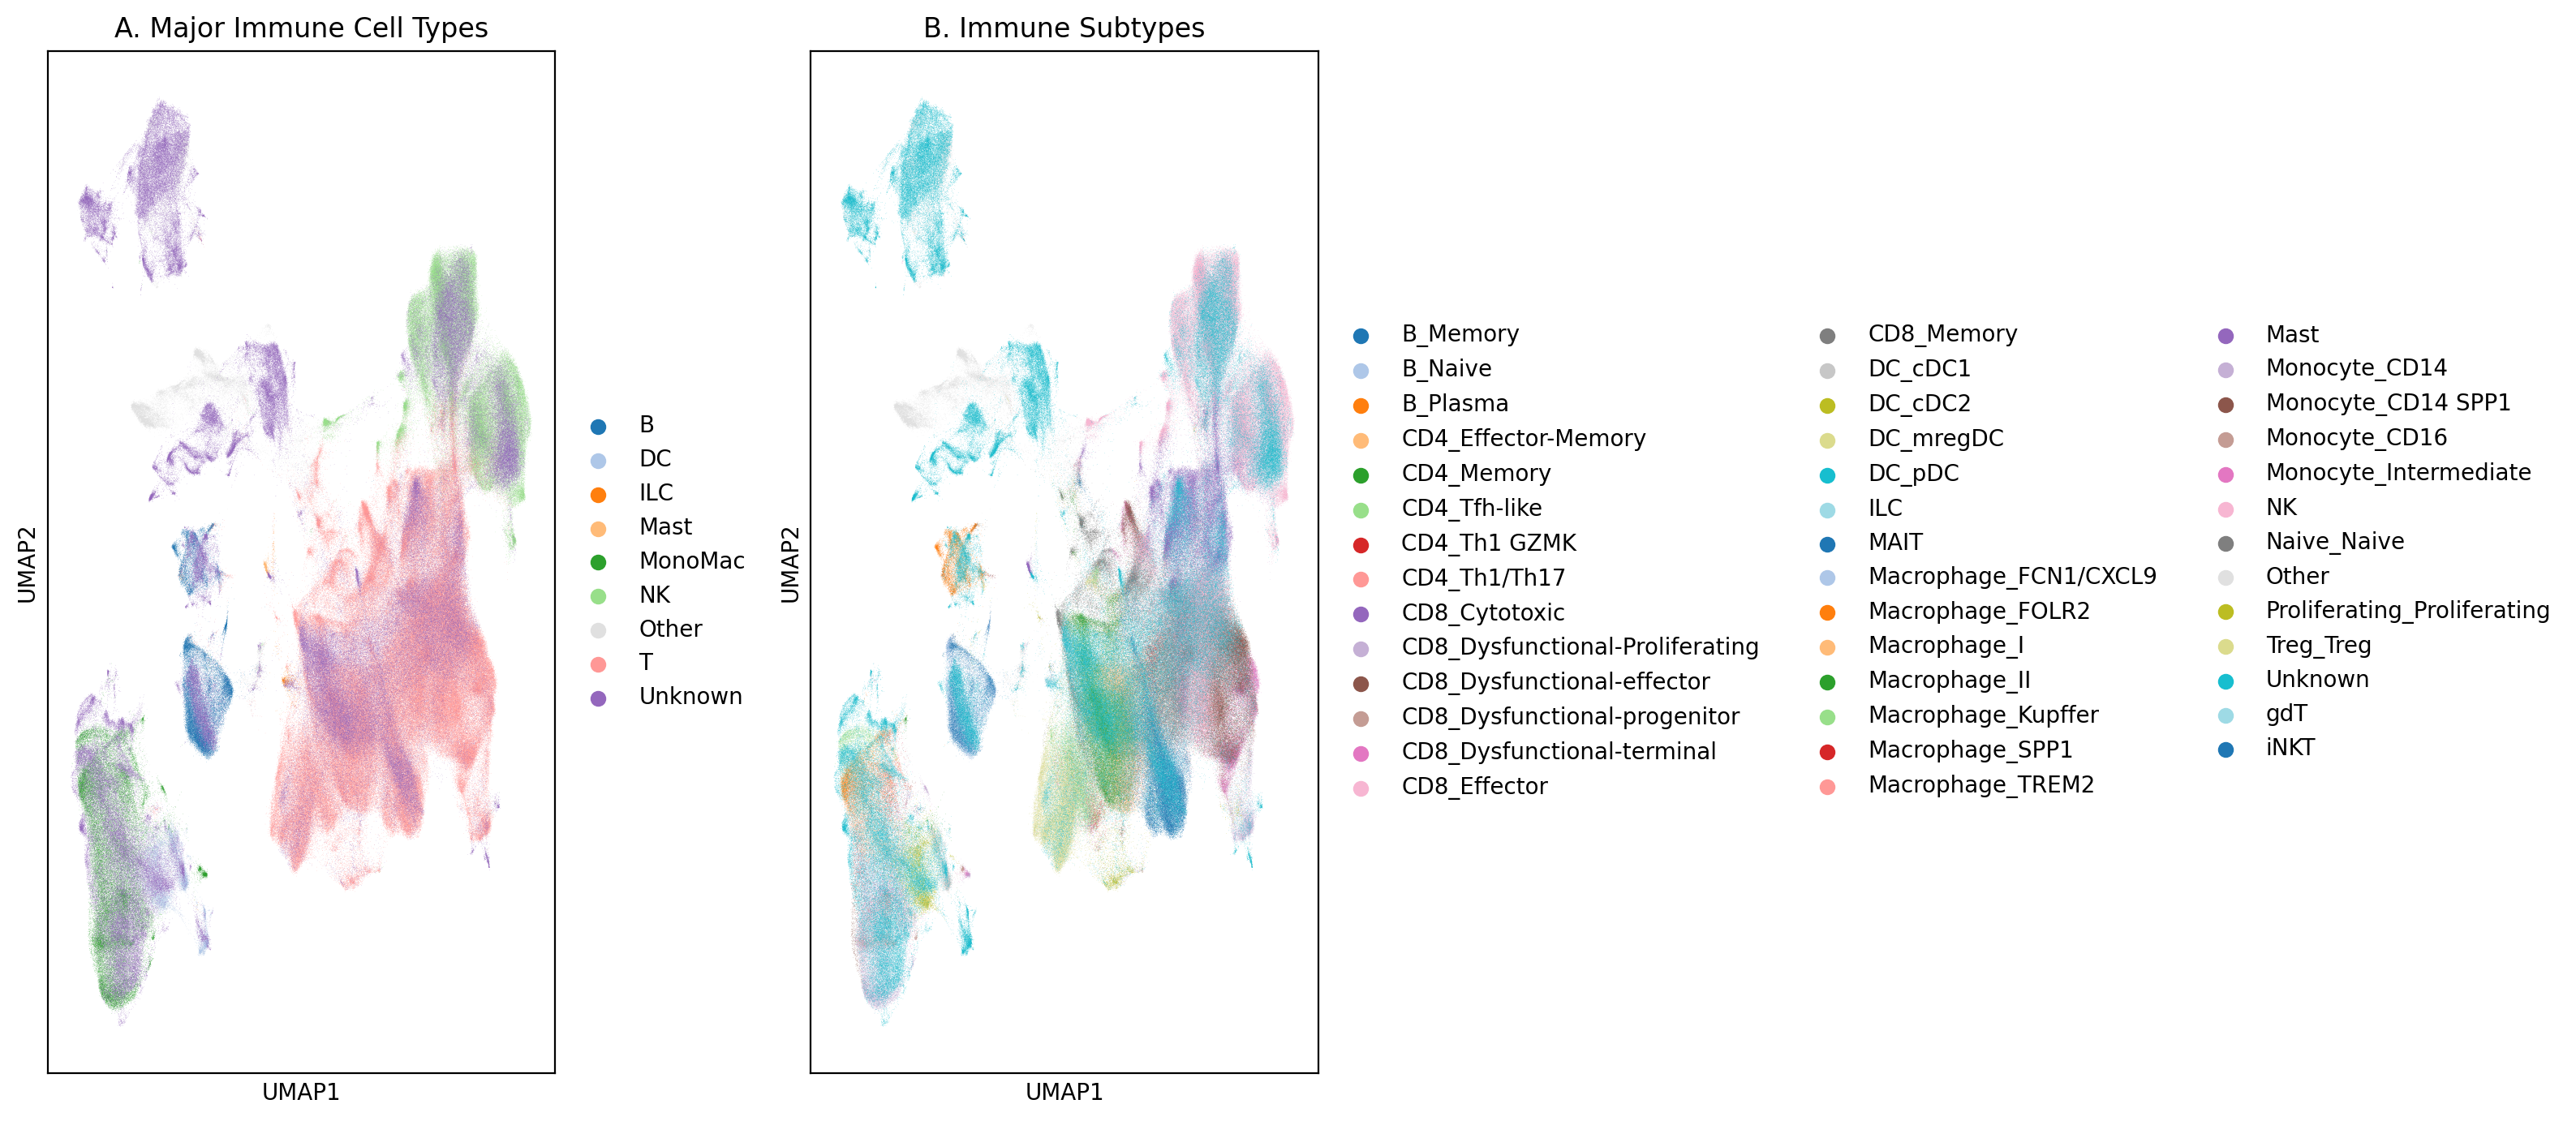 A. Major Immune Cell Types
UMAP2
UMAP1
B
DC
ILC
Mast
MonoMac
NK
Other
T
Unknown
B. Immune Subtypes
UMAP2
UMAP1
B_Memory
B_Naive
B_Plasma
CD4_Effector-Memory
CD4_Memory
CD4_Tfh-like
CD4_Th1 GZMK
CD4_Th1/Th17
CD8_Cytotoxic
CD8_Dysfunctional-Proliferating
CD8_Dysfunctional-effector
CD8_Dysfunctional-progenitor
CD8_Dysfunctional-terminal
CD8_Effector
CD8_Memory
DC_cDC1
DC_cDC2
DC_mregDC
DC_pDC
ILC
MAIT
Macrophage_FCN1/CXCL9
Macrophage_FOLR2
Macrophage_I
Macrophage_II
Macrophage_Kupffer
Macrophage_SPP1
Macrophage_TREM2
Mast
Monocyte_CD14
Monocyte_CD14 SPP1
Monocyte_CD16
Monocyte_Intermediate
NK
Naive_Naive
Other
Proliferating_Proliferating
Treg_Treg
Unknown
gdT
iNKT